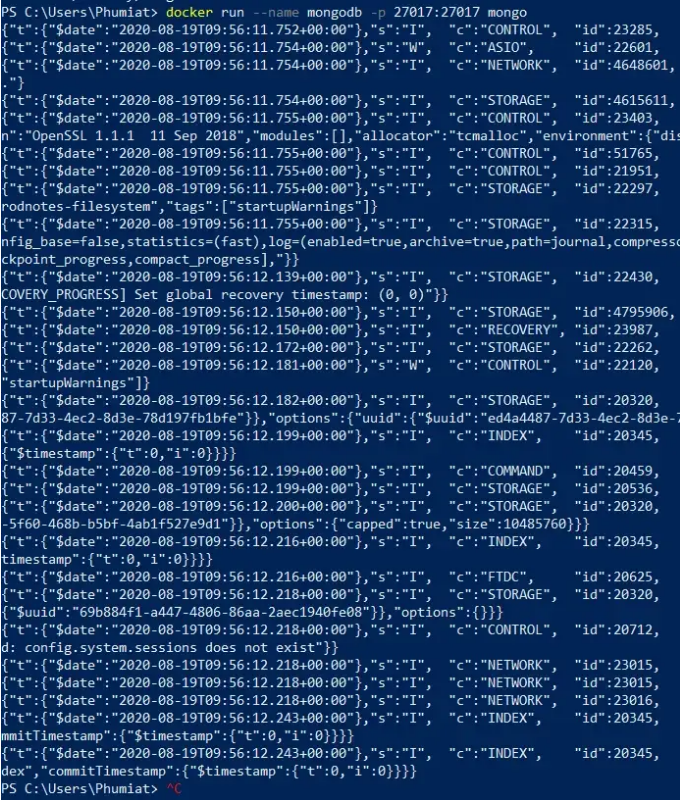 PS C:\Users\Phumiat> docker run --name mongodb -p 27017:27017 mongo
{"t":{"$date":"2020-08-19T09:56:11.752+00:00"},"s":"I",  "c":"CONTROL",  "id":23285,
{"t":{"$date":"2020-08-19T09:56:11.754+00:00"},"s":"W",  "c":"ASIO",     "id":22601,
{"t":{"$date":"2020-08-19T09:56:11.754+00:00"},"s":"I",  "c":"NETWORK",  "id":4648601,
."}
{"t":{"$date":"2020-08-19T09:56:11.754+00:00"},"s":"I",  "c":"STORAGE",  "id":4615611,
{"t":{"$date":"2020-08-19T09:56:11.755+00:00"},"s":"I",  "c":"CONTROL",  "id":23403,
n":"OpenSSL 1.1.1  11 Sep 2018","modules":[],"allocator":"tcmalloc","environment":{"dis
{"t":{"$date":"2020-08-19T09:56:11.755+00:00"},"s":"I",  "c":"CONTROL",  "id":51765,
{"t":{"$date":"2020-08-19T09:56:11.755+00:00"},"s":"I",  "c":"CONTROL",  "id":21951,
{"t":{"$date":"2020-08-19T09:56:11.755+00:00"},"s":"I",  "c":"STORAGE",  "id":22297,
rodnotes-filesystem","tags":["startupWarnings"]}
{"t":{"$date":"2020-08-19T09:56:11.755+00:00"},"s":"I",  "c":"STORAGE",  "id":22315,
nfig_base=false,statistics=(fast),log=(enabled=true,archive=true,path=journal,compresso
ckpoint_progress,compact_progress],"}}
{"t":{"$date":"2020-08-19T09:56:12.139+00:00"},"s":"I",  "c":"STORAGE",  "id":22430,
COVERY_PROGRESS] Set global recovery timestamp: (0, 0)"}}
{"t":{"$date":"2020-08-19T09:56:12.150+00:00"},"s":"I",  "c":"STORAGE",  "id":4795906,
{"t":{"$date":"2020-08-19T09:56:12.150+00:00"},"s":"I",  "c":"RECOVERY", "id":23987,
{"t":{"$date":"2020-08-19T09:56:12.172+00:00"},"s":"I",  "c":"STORAGE",  "id":22262,
{"t":{"$date":"2020-08-19T09:56:12.181+00:00"},"s":"W",  "c":"CONTROL",  "id":22120,
"startupWarnings"]}
{"t":{"$date":"2020-08-19T09:56:12.182+00:00"},"s":"I",  "c":"STORAGE",  "id":20320,
87-7d33-4ec2-8d3e-78d197fb1bfe"}},"options":{"uuid":{"$uuid":"ed4a4487-7d33-4ec2-8d3e-7
{"t":{"$date":"2020-08-19T09:56:12.199+00:00"},"s":"I",  "c":"INDEX",    "id":20345,
{"$timestamp":{"t":0,"i":0}}}}
{"t":{"$date":"2020-08-19T09:56:12.199+00:00"},"s":"I",  "c":"COMMAND",  "id":20459,
{"t":{"$date":"2020-08-19T09:56:12.199+00:00"},"s":"I",  "c":"STORAGE",  "id":20536,
{"t":{"$date":"2020-08-19T09:56:12.200+00:00"},"s":"I",  "c":"STORAGE",  "id":20320,
-5f60-468b-b5bf-4ab1f527e9d1"}},"options":{"capped":true,"size":10485760}}}
{"t":{"$date":"2020-08-19T09:56:12.216+00:00"},"s":"I",  "c":"INDEX",    "id":20345,
timestamp":{"t":0,"i":0}}}}
{"t":{"$date":"2020-08-19T09:56:12.216+00:00"},"s":"I",  "c":"FTDC",     "id":20625,
{"t":{"$date":"2020-08-19T09:56:12.218+00:00"},"s":"I",  "c":"STORAGE",  "id":20320,
{"$uuid":"69b884f1-a447-4806-86aa-2aec1940fe08"}},"options":{}}}
{"t":{"$date":"2020-08-19T09:56:12.218+00:00"},"s":"I",  "c":"CONTROL",  "id":20712,
d: config.system.sessions does not exist"}}
{"t":{"$date":"2020-08-19T09:56:12.218+00:00"},"s":"I",  "c":"NETWORK",  "id":23015,
{"t":{"$date":"2020-08-19T09:56:12.218+00:00"},"s":"I",  "c":"NETWORK",  "id":23015,
{"t":{"$date":"2020-08-19T09:56:12.218+00:00"},"s":"I",  "c":"NETWORK",  "id":23016,
{"t":{"$date":"2020-08-19T09:56:12.243+00:00"},"s":"I",  "c":"INDEX",    "id":20345,
mmitTimestamp":{"$timestamp":{"t":0,"i":0}}}}
{"t":{"$date":"2020-08-19T09:56:12.243+00:00"},"s":"I",  "c":"INDEX",    "id":20345,
dex","commitTimestamp":{"$timestamp":{"t":0,"i":0}}}}
PS C:\Users\Phumiat> ^C